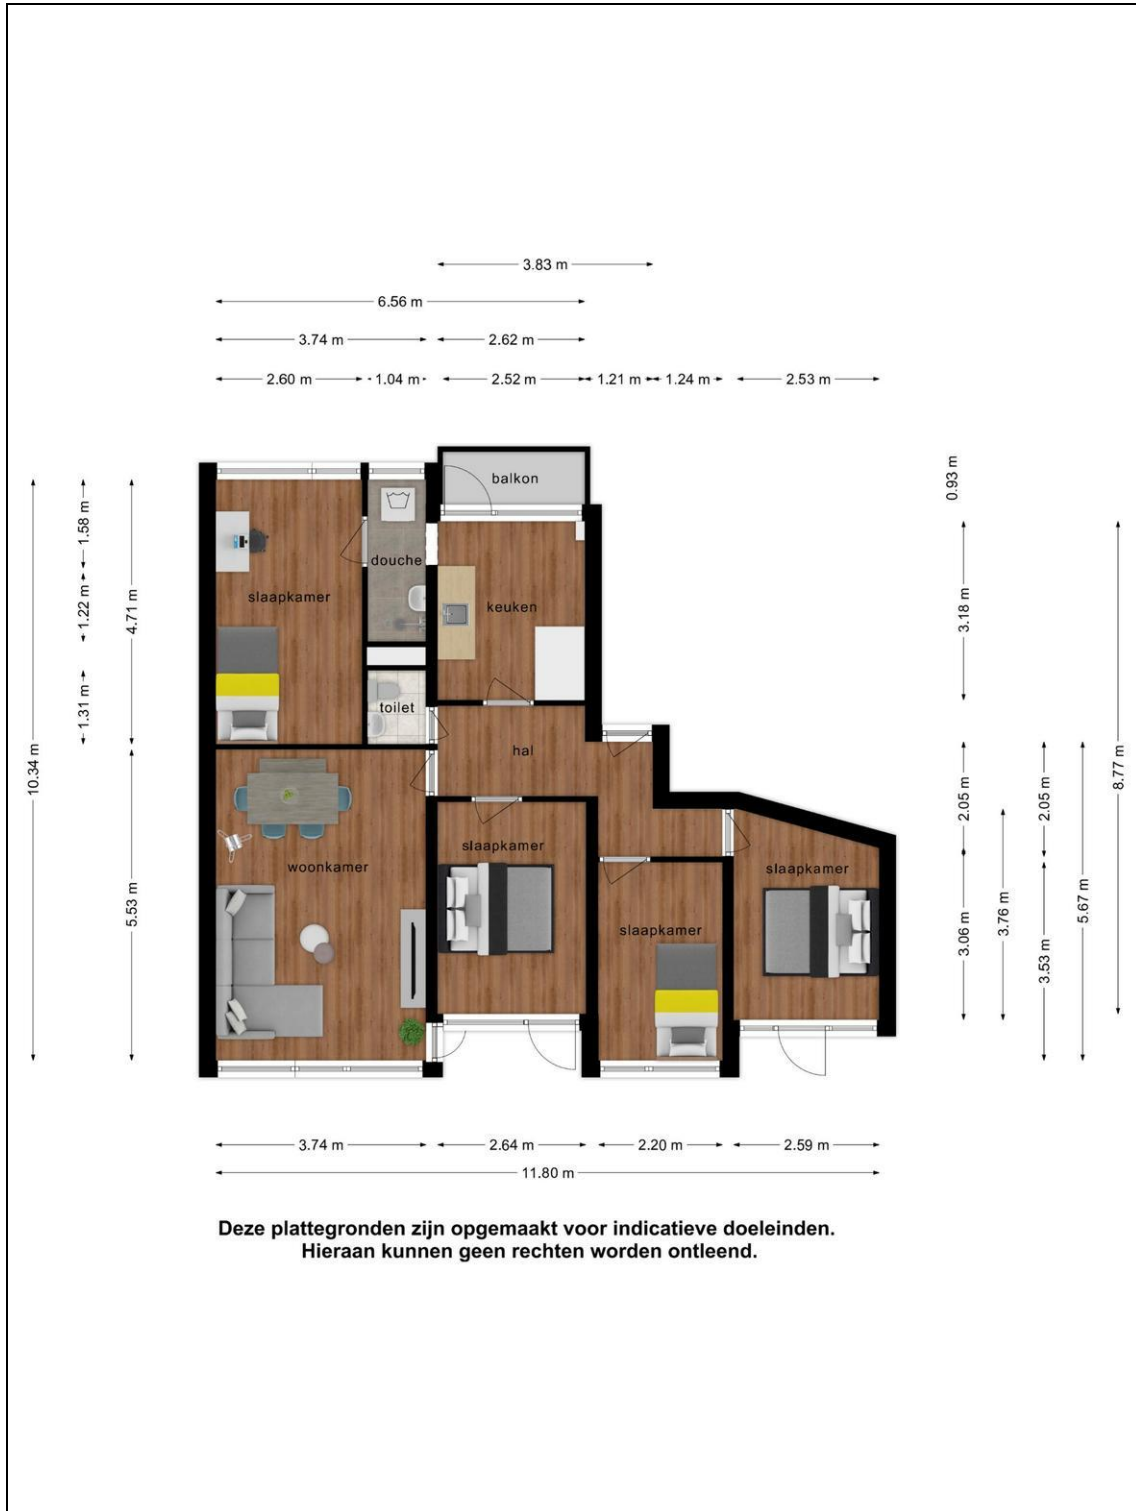 3.83 m
6.56 m
3.74 m
2.62 m
2.60 m
1.04 m
2.52 m
1.21 m
1.24 m
2.53 m
balkon
0.93 m
1.58 m
1.22 m
1.31 m
4.71 m
10.34 m
5.53 m
douche
slaapkamer
keuken
toilet
hal
slaapkamer
woonkamer
slaapkamer
slaapkamer
3.18 m
2.05 m
2.05 m
8.77 m
3.06 m
3.76 m
3.53 m
5.67 m
3.74 m
2.64 m
2.20 m
2.59 m
11.80 m
Deze plattegronden zijn opgemaakt voor indicatieve doeleinden.
Hieraan kunnen geen rechten worden ontleend.